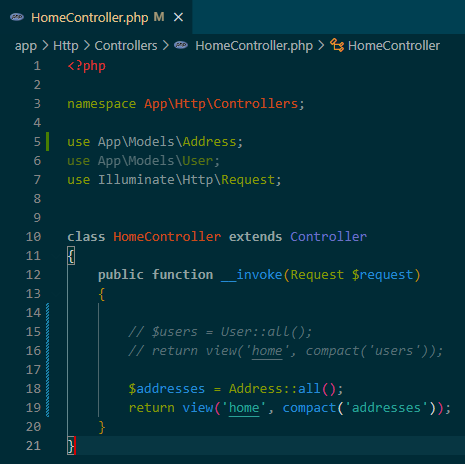 HomeController.php M ×
app > Http > Controllers > HomeController.php > HomeController
1 <?php
2
3 namespace App\Http\Controllers;
4
5 use App\Models\Address;
6 use App\Models\User;
7 use Illuminate\Http\Request;
8
9
10 class HomeController extends Controller
11 {
12     public function __invoke(Request $request)
13     {
14
15         // $users = User::all();
16         // return view('home', compact('users'));
17
18         $addresses = Address::all();
19         return view('home', compact('addresses'));
20     }
21 }